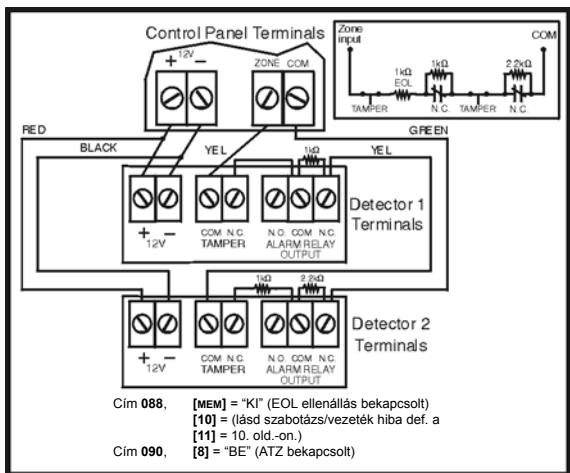 Control Panel Terminals
+ 12V −
ZONE COM
Zone input
COM
1kΩ
EOL
1kΩ
2.2kΩ
TAMPER
N.C.
TAMPER
N.C.
RED
GREEN
BLACK
YEL
1kΩ
YEL
Detector 1 Terminals
+ 12V −
COM N.C.
TAMPER
N.O. COM N.C.
ALARM RELAY
OUTPUT
1kΩ
2.2kΩ
Detector 2
Terminals
+ 12V −
COM N.C.
TAMPER
N.O. COM N.C.
ALARM RELAY
OUTPUT
Cím 088, [MEM] = “KI” (EOL ellenállás bekapcsolt)
[10] = (lásd szabotázs/vezeték hiba def. a
[11] = 10. old.-on.)
Cím 090, [8] = “BE” (ATZ bekapcsolt)